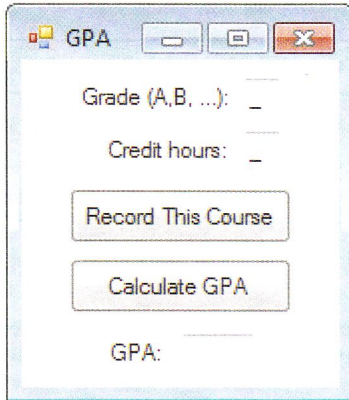 GPA
Grade (A,B, ...): _
Credit hours: _
Record This Course
Calculate GPA
GPA: